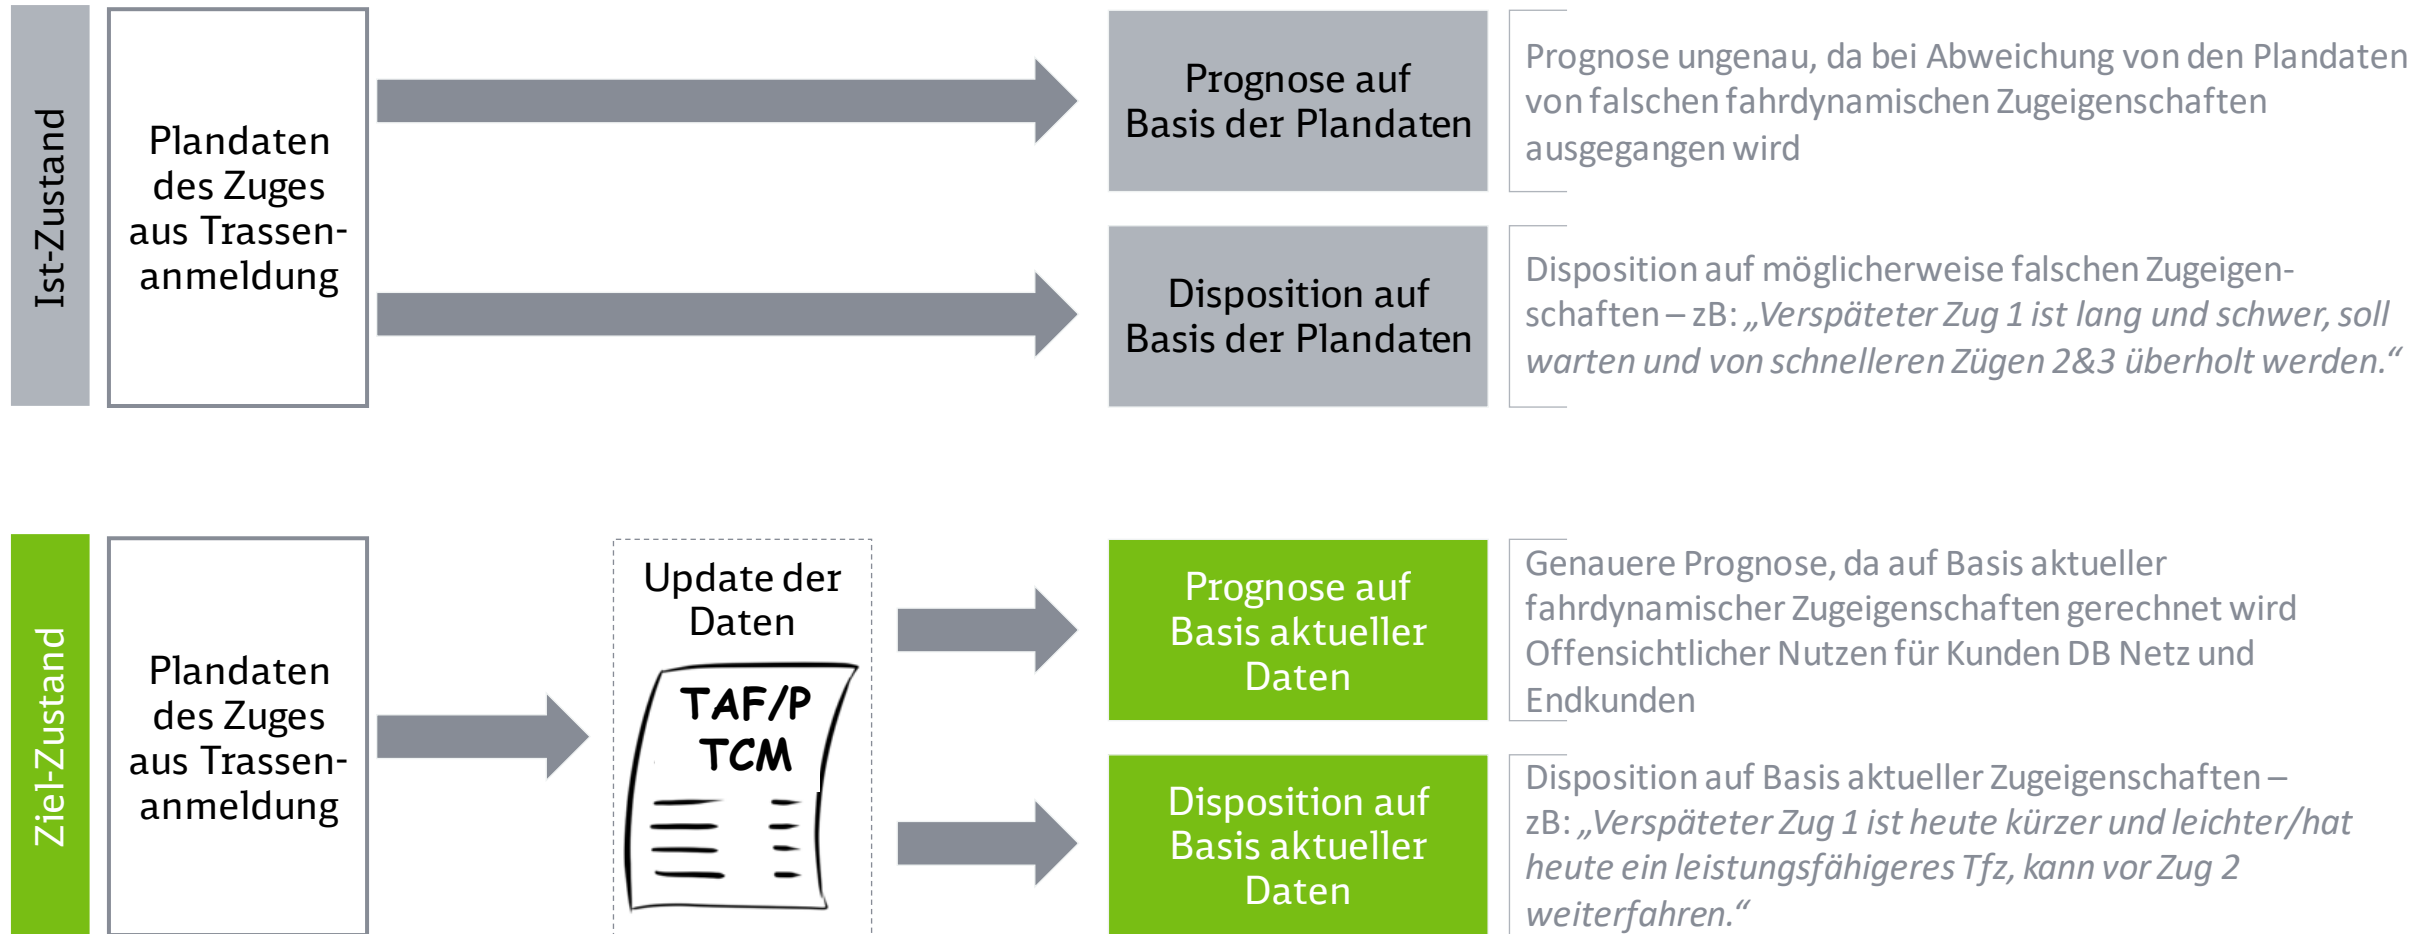 Ist-Zustand
Plandaten
des Zuges
aus Trassen-
anmeldung
Prognose auf
Basis der Plandaten
Prognose ungenau, da bei Abweichung von den Plandaten
von falschen fahrdynamischen Zugeigenschaften
ausgegangen wird
Disposition auf
Basis der Plandaten
Disposition auf möglicherweise falschen Zugeigen-
schaften – zB: „Verspäteter Zug 1 ist lang und schwer, soll
warten und von schnelleren Zügen 2&3 überholt werden.“
Ziel-Zustand
Plandaten
des Zuges
aus Trassen-
anmeldung
Update der
Daten
TAF/P
TCM
Prognose auf
Basis aktueller
Daten
Genauere Prognose, da auf Basis aktueller
fahrdynamischer Zugeigenschaften gerechnet wird
Offensichtlicher Nutzen für Kunden DB Netz und
Endkunden
Disposition auf
Basis aktueller
Daten
Disposition auf Basis aktueller Zugeigenschaften –
zB: „Verspäteter Zug 1 ist heute kürzer und leichter/hat
heute ein leistungsfähigeres Tfz, kann vor Zug 2
weiterfahren.“